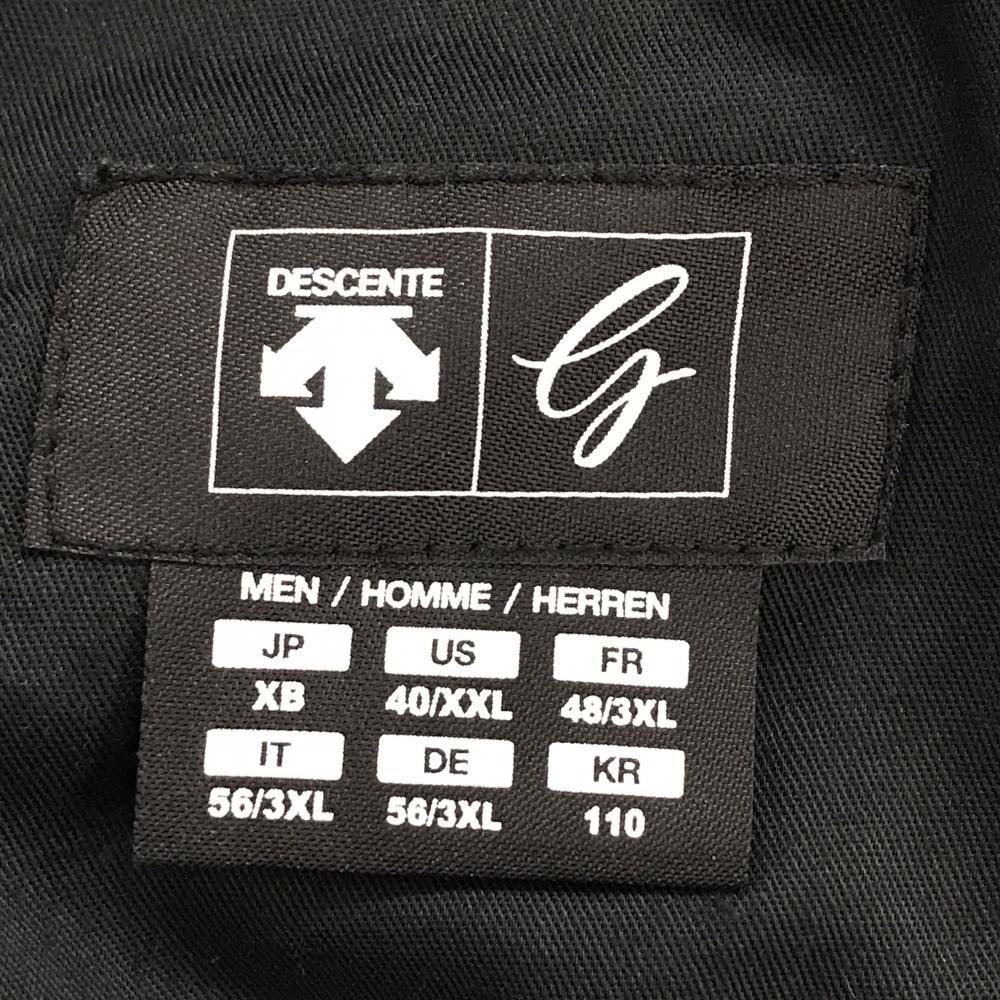 DESCENTE
G
MEN / HOMME / HERREN
JP US FR
XB 40/XXL 48/3XL
IT DE KR
56/3XL 56/3XL 110